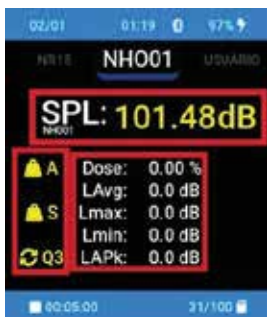 02/01 01:19 97%
NR15 NHO01 USUÁRIO
SPL: 101.48dB
NHO01
A Dose: 0.00 %
LAvg: 0.0 dB
S Lmax: 0.0 dB
Lmin: 0.0 dB
Q3 LAPk: 0.0 dB
00:05:00 31/100